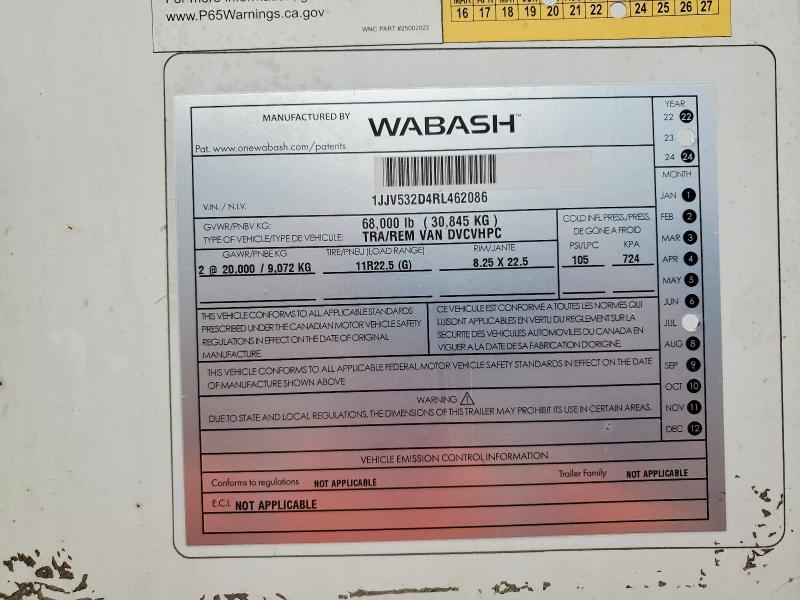 www.P65Warnings.ca.gov
WNC PART #25002022
16 17 18 19 20 21 22 24 25 26 27
MANUFACTURED BY WABASH™
Pat. www.onewabash.com/patents
YEAR
22 22
23
24 24
MONTH
JAN 1
FEB 2
MAR 3
APR 4
MAY 5
JUN 6
JUL
AUG 8
SEP 9
OCT 10
NOV 11
DEC 12
V.I.N. / N.I.V. 1JJV532D4RL462086
GVWR/PNBV KG: 68,000 lb ( 30,845 KG )
TYPE OF VEHICLE/TYPE DE VEHICULE: TRA/REM VAN DVCVHPC
COLD INFL PRESS./PRESS.
DE GONE A FROID
GAWR/PNBE KG TIRE/PNEU (LOAD RANGE) RIM/JANTE PSI/LPC KPA
2 @ 20,000 / 9,072 KG 11R22.5 (G) 8.25 X 22.5 105 724
THIS VEHICLE CONFORMS TO ALL APPLICABLE STANDARDS
PRESCRIBED UNDER THE CANADIAN MOTOR VEHICLE SAFETY
REGULATIONS IN EFFECT ON THE DATE OF ORIGINAL
MANUFACTURE.
CE VEHICULE EST CONFORME A TOUTES LES NORMES QUI
LUISONT APPLICABLES EN VERTU DU REGLEMENT SUR LA
SECURITE DES VEHICULES AUTOMOVILES DU CANADA EN
VIGUER A LA DATE DE SA FABRICATION D'ORIGINE.
THIS VEHICLE CONFORMS TO ALL APPLICABLE FEDERAL MOTOR VEHICLE SAFETY STANDARDS IN EFFECT ON THE DATE
OF MANUFACTURE SHOWN ABOVE
WARNING
DUE TO STATE AND LOCAL REGULATIONS, THE DIMENSIONS OF THIS TRAILER MAY PROHIBIT ITS USE IN CERTAIN AREAS.
VEHICLE EMISSION CONTROL INFORMATION
Conforms to regulations NOT APPLICABLE Trailer Family NOT APPLICABLE
E.C.I. NOT APPLICABLE